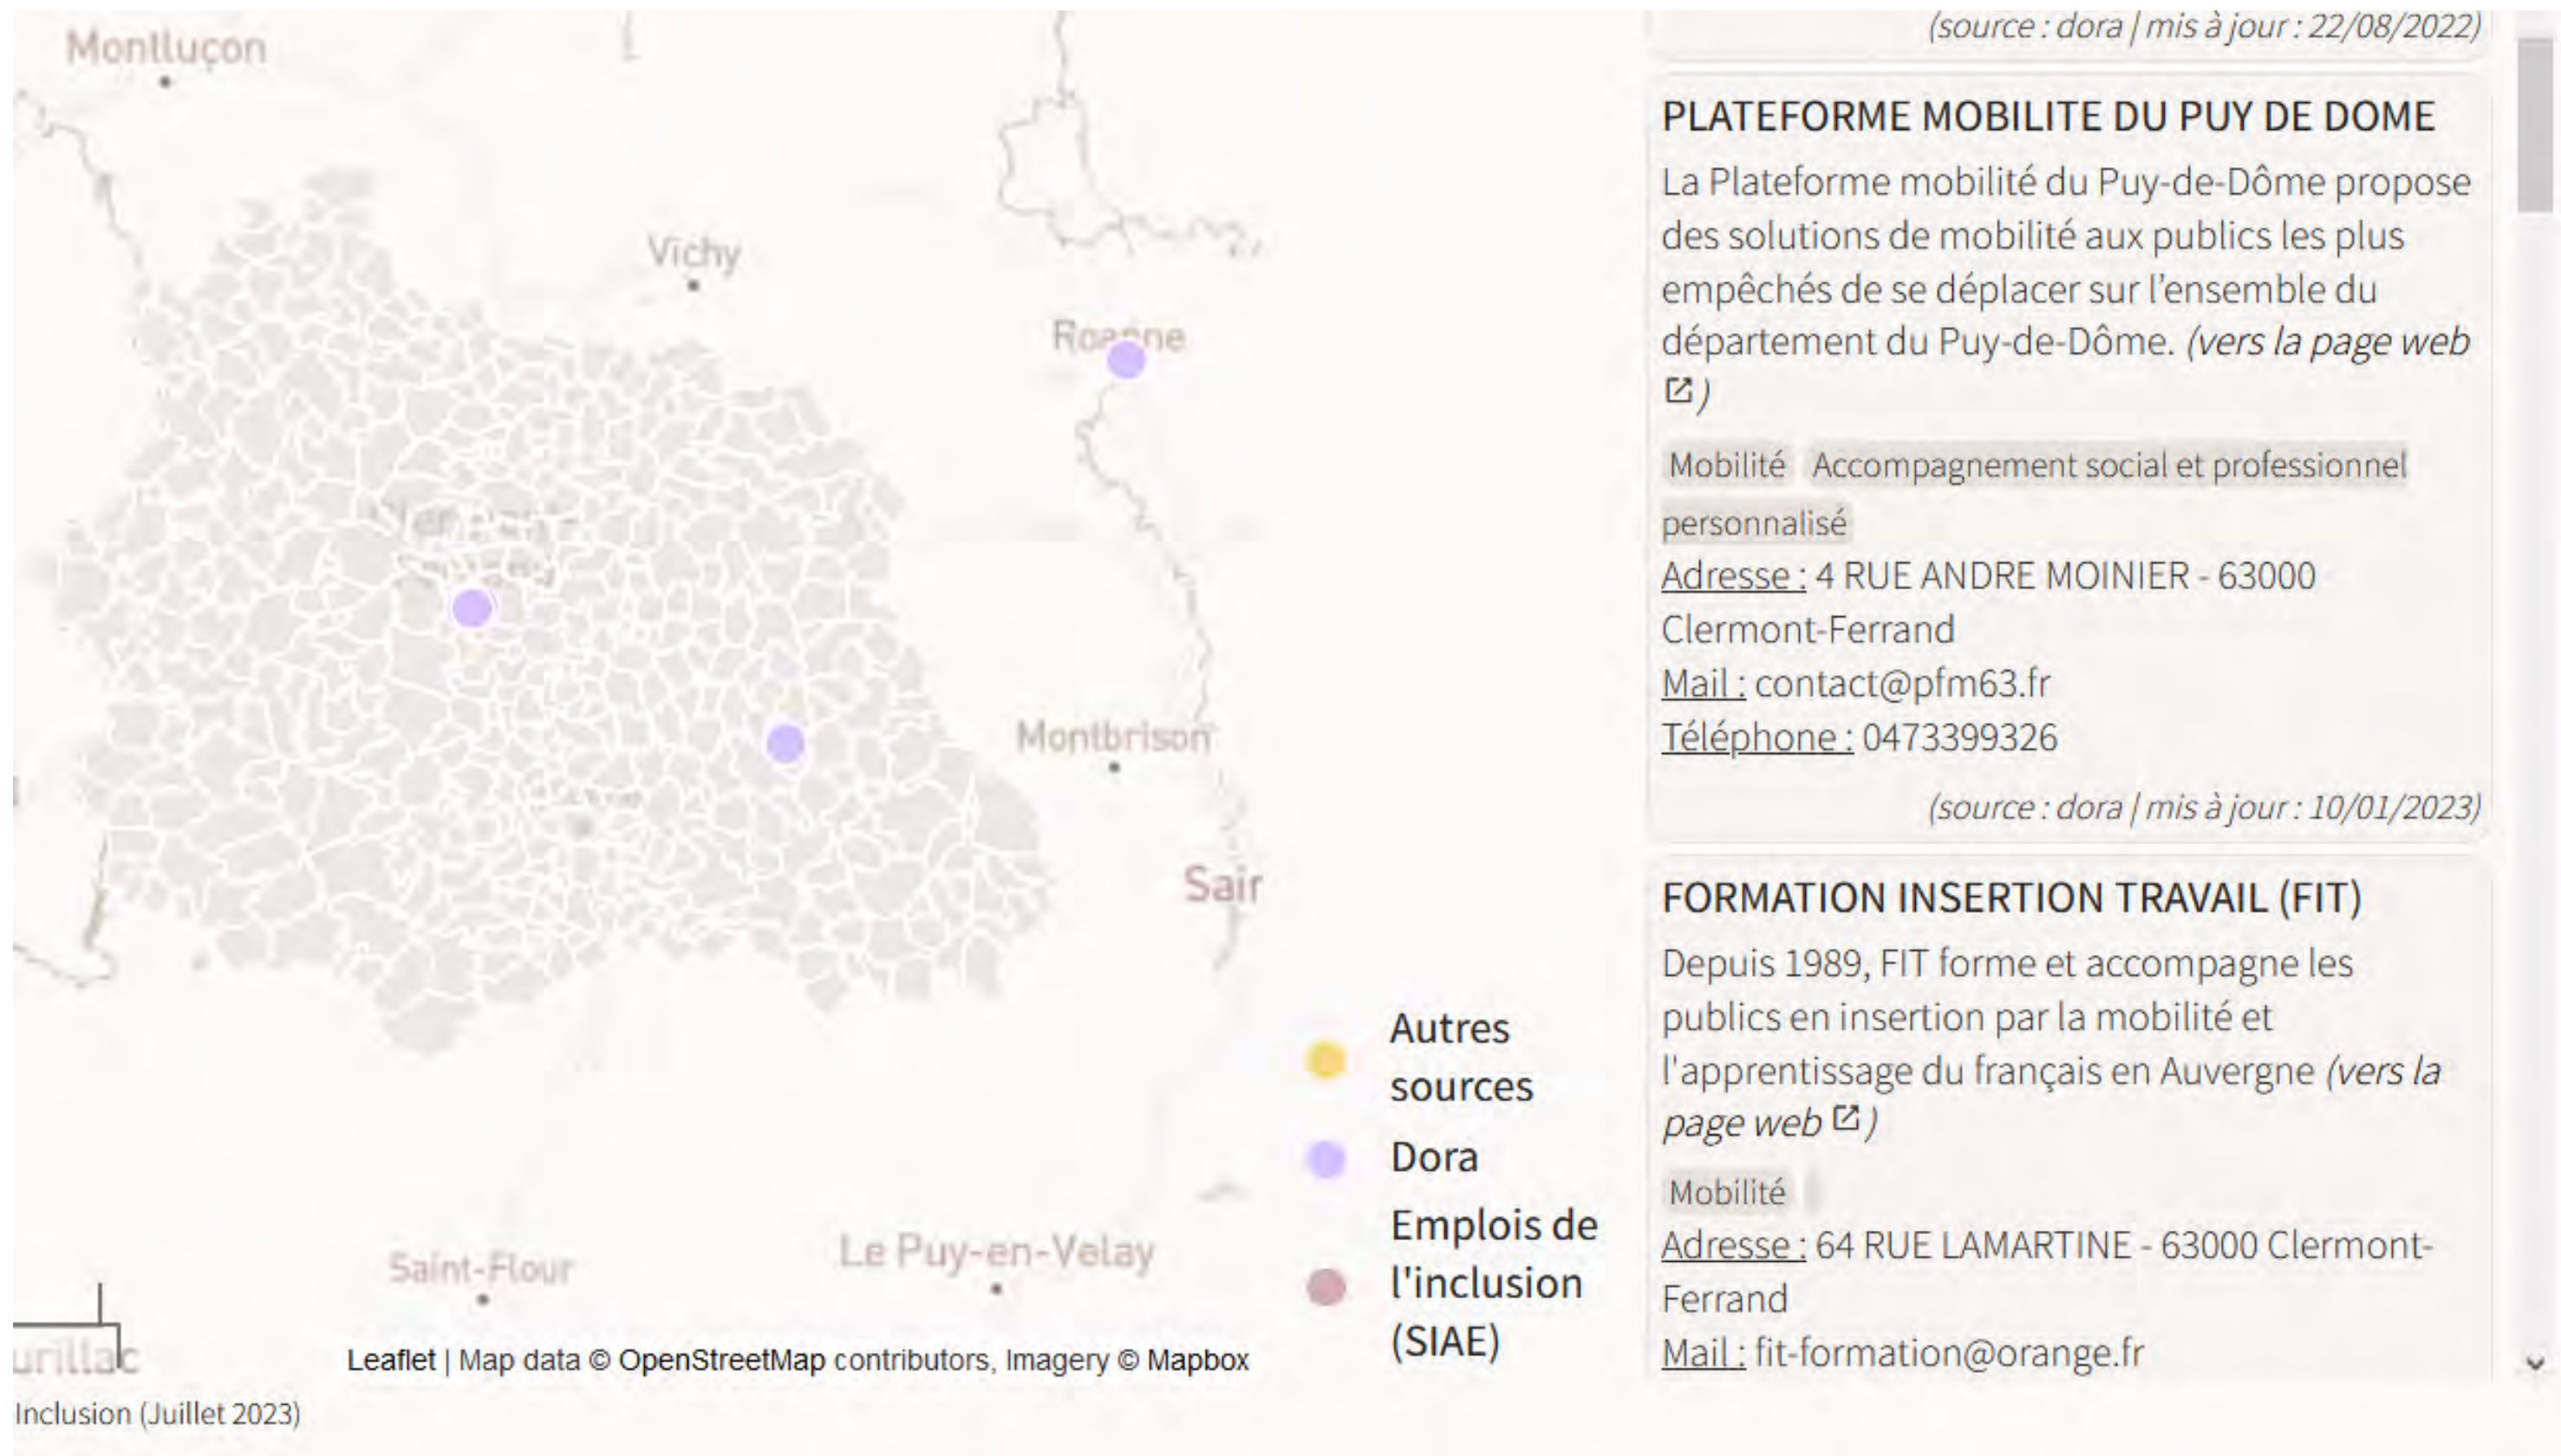 Montluçon
Vichy
Roanne
Clermont-
Montbrison
Sair
Saint-Flour
Le Puy-en-Velay
urillac
Leaflet | Map data © OpenStreetMap contributors, Imagery © Mapbox
Inclusion (Juillet 2023)
Autres
sources
Dora
Emplois de
l'inclusion
(SIAE)
(source : dora | mis à jour : 22/08/2022)
PLATEFORME MOBILITE DU PUY DE DOME
La Plateforme mobilité du Puy-de-Dôme propose
des solutions de mobilité aux publics les plus
empêchés de se déplacer sur l’ensemble du
département du Puy-de-Dôme. (vers la page web
)
Mobilité Accompagnement social et professionnel
personnalisé
Adresse : 4 RUE ANDRE MOINIER - 63000
Clermont-Ferrand
Mail : contact@pfm63.fr
Téléphone : 0473399326
(source : dora | mis à jour : 10/01/2023)
FORMATION INSERTION TRAVAIL (FIT)
Depuis 1989, FIT forme et accompagne les
publics en insertion par la mobilité et
l'apprentissage du français en Auvergne (vers la
page web )
Mobilité
Adresse : 64 RUE LAMARTINE - 63000 Clermont-
Ferrand
Mail : fit-formation@orange.fr